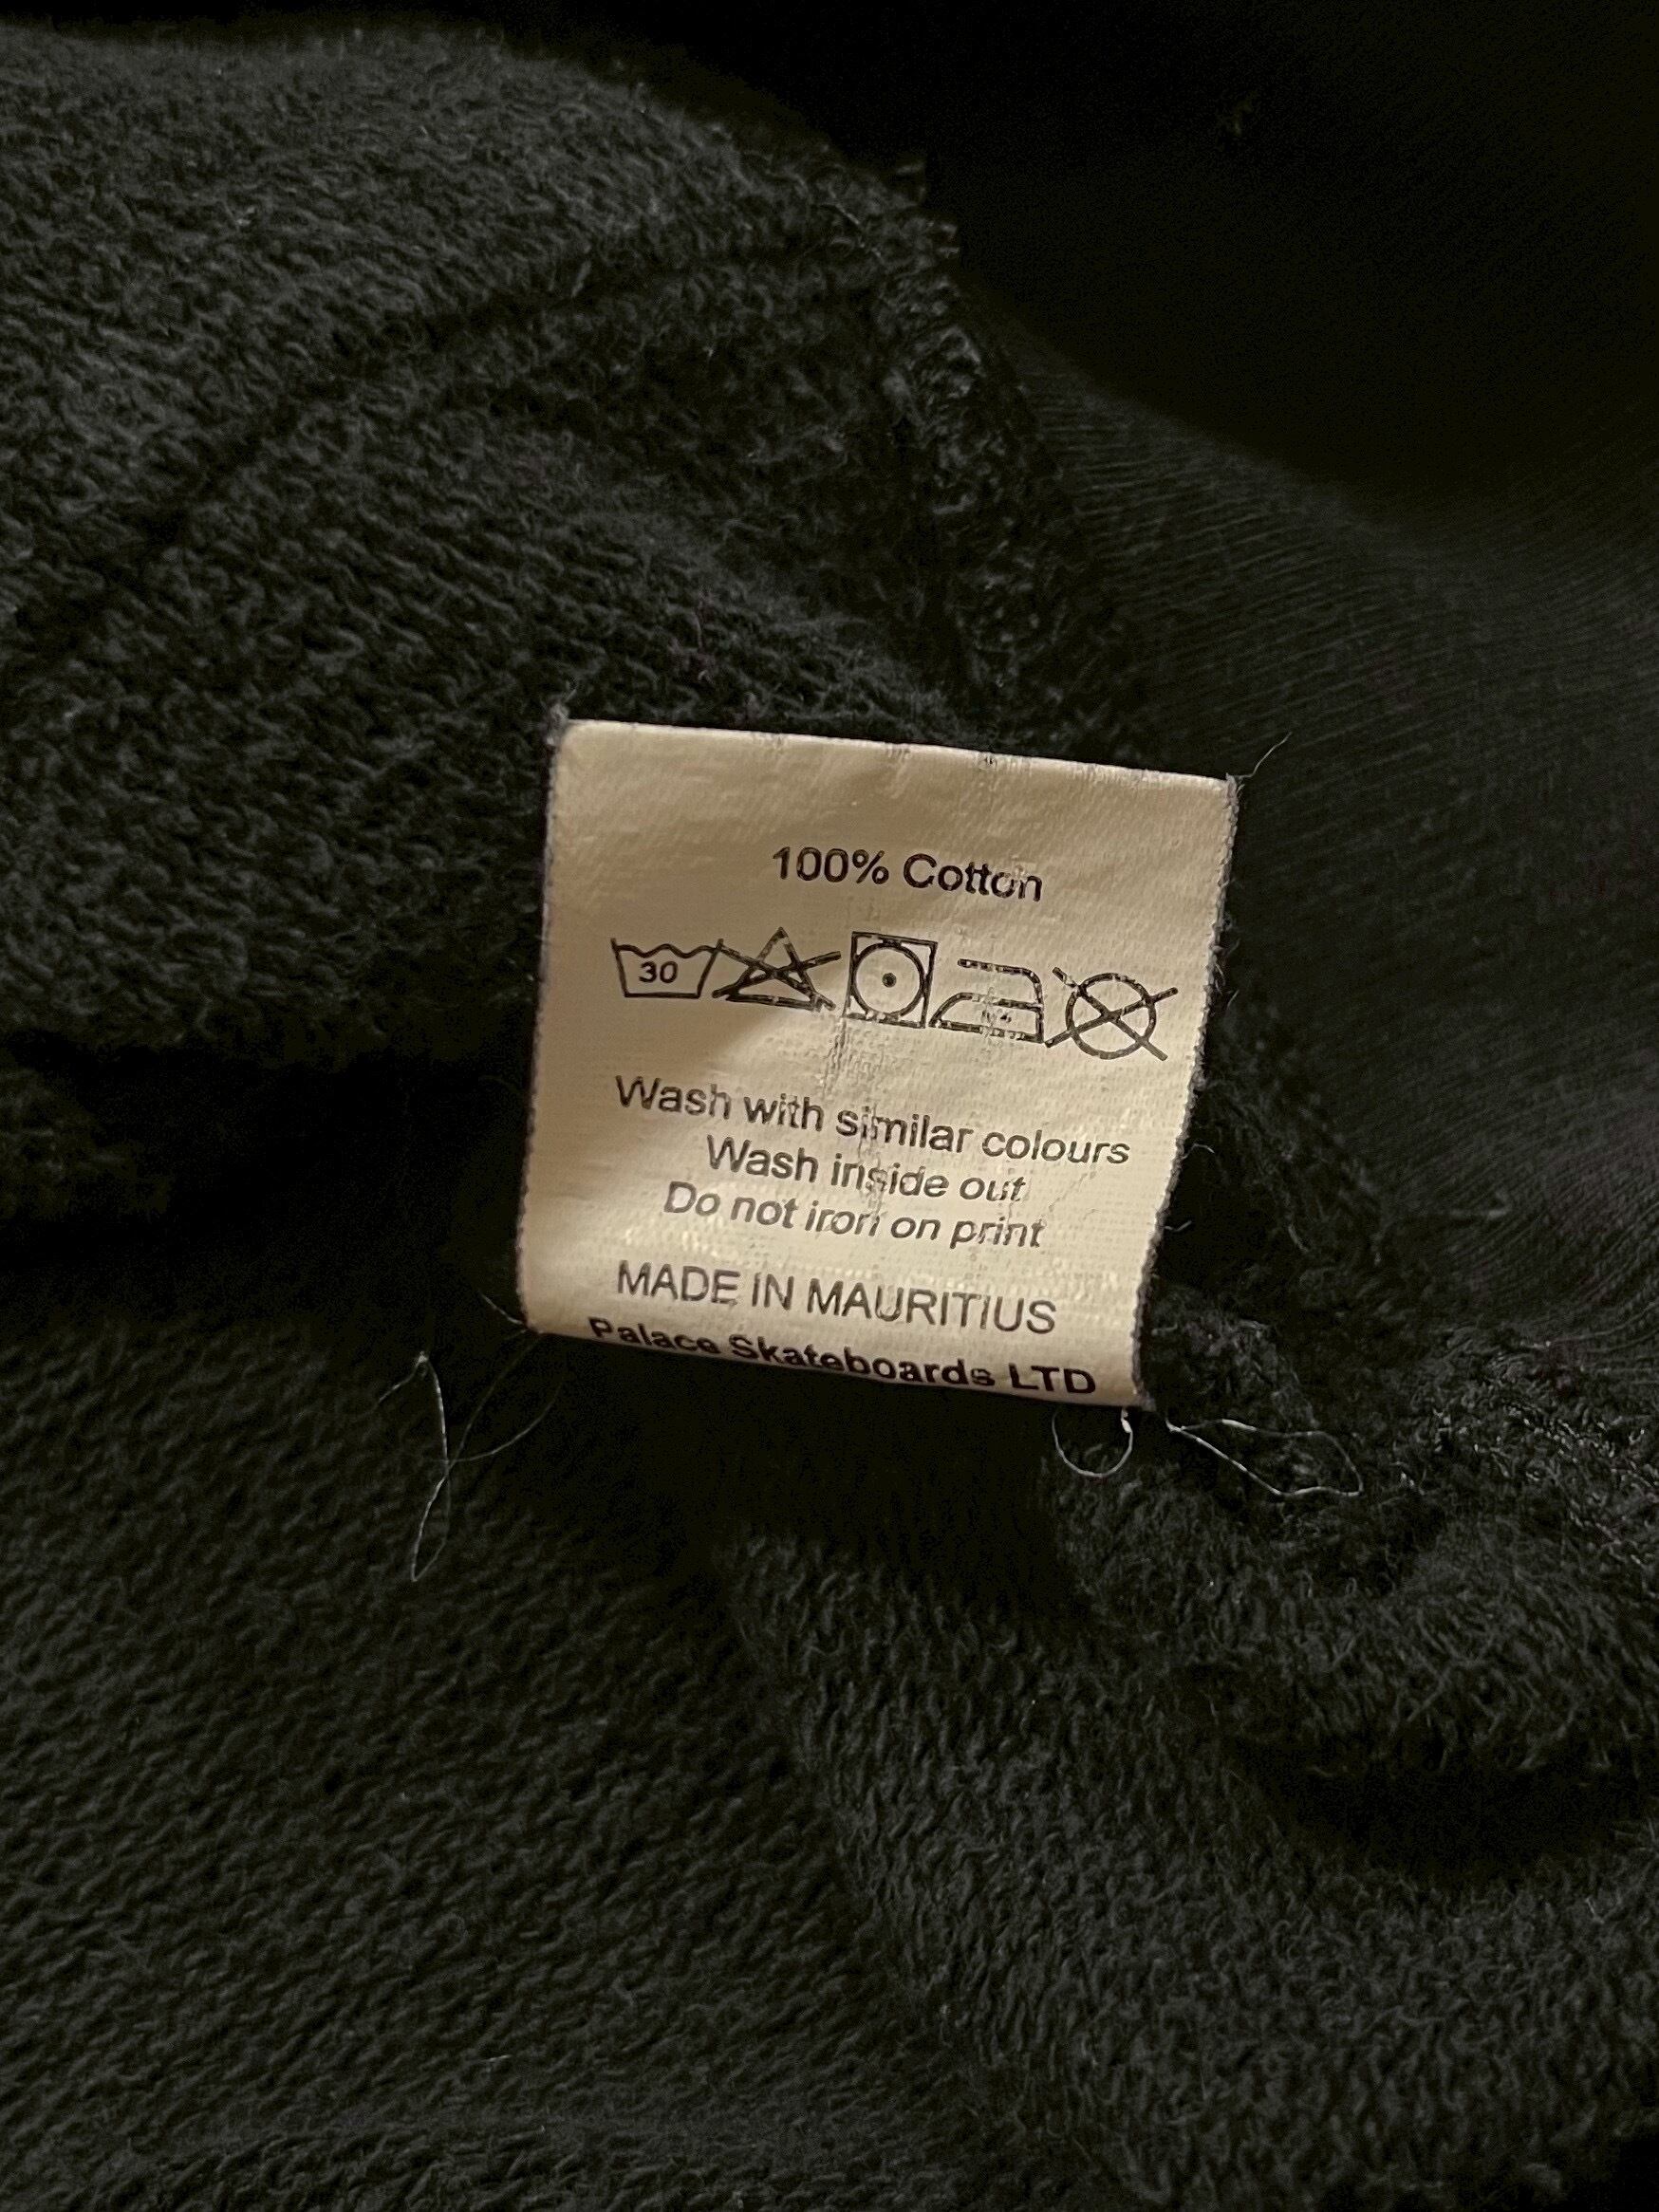 100% Cotton
30
Wash with similar colours
Wash inside out
Do not iron on print
MADE IN MAURITIUS
Palace Skateboards LTD